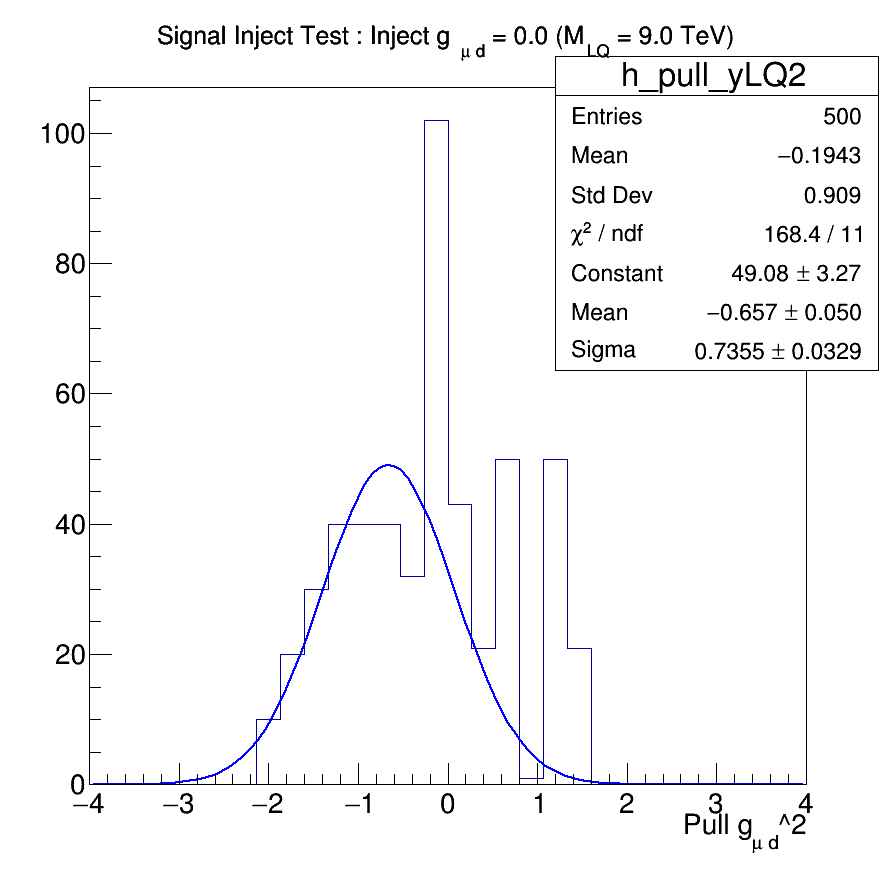 Signal Inject Test : Inject g μ d = 0.0 (M LQ = 9.0 TeV)
h_pull_yLQ2
Entries 500
Mean −0.1943
Std Dev 0.909
χ² / ndf 168.4 / 11
Constant 49.08 ± 3.27
Mean −0.657 ± 0.050
Sigma 0.7355 ± 0.0329
100
80
60
40
20
0
−4 −3 −2 −1 0 1 2 3 4
Pull g μ d ^2